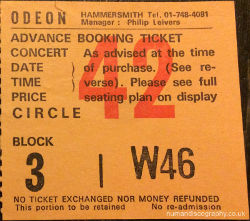 ODEON HAMMERSMITH Tel. 01-748-4081
Manager: Philip Leivers
ADVANCE BOOKING TICKET
CONCERT As advised at the time
DATE of purchase. (See re-
TIME verse). Please see full
PRICE seating plan on display
42
CIRCLE
BLOCK
3 | W46
NO TICKET EXCHANGED NOR MONEY REFUNDED
This portion to be retained No re-admission
numandiscography.co.uk